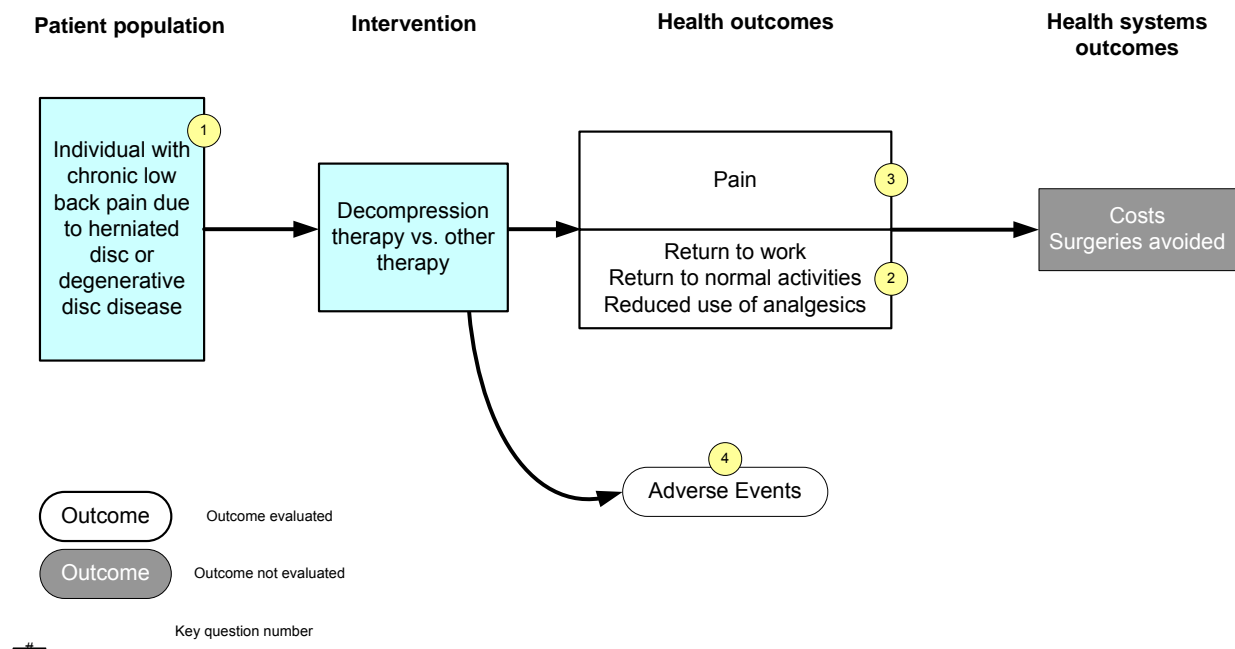 Patient population
Intervention
Health outcomes
Health systems
outcomes
1
Individual with
chronic low
back pain due
to herniated
disc or
degenerative
disc disease
Decompression
therapy vs. other
therapy
Pain
3
Return to work
Return to normal activities
Reduced use of analgesics
2
Costs
Surgeries avoided
4
Adverse Events
Outcome
Outcome evaluated
Outcome
Outcome not evaluated
Key question number
#